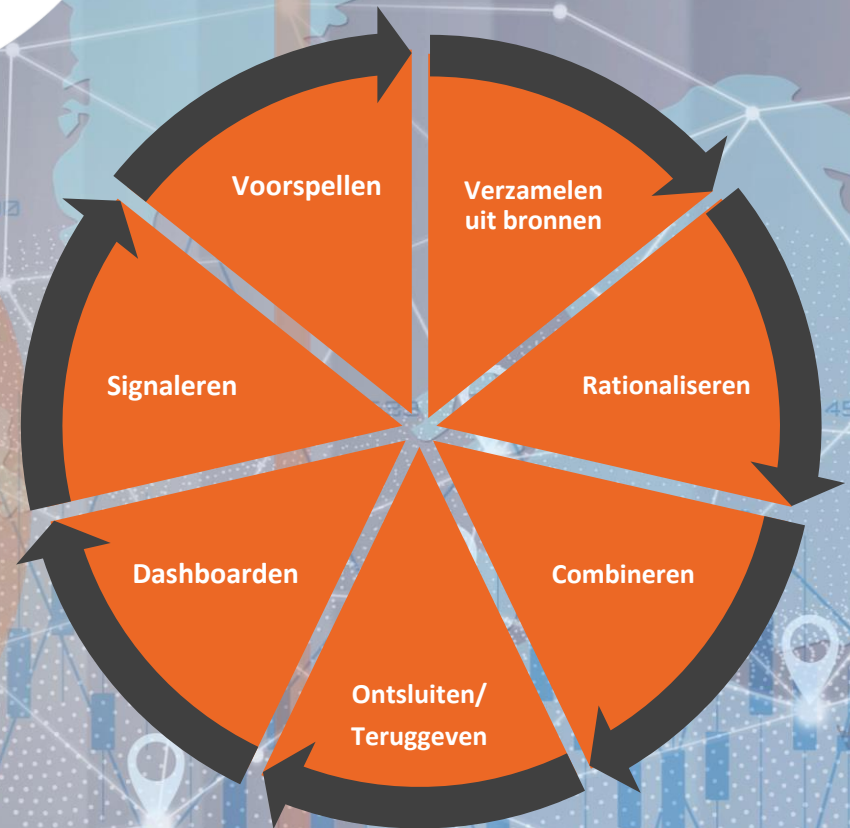 Voorspellen
Verzamelen
uit bronnen
Signaleren
Rationaliseren
Dashboarden
Combineren
Ontsluiten/
Teruggeven